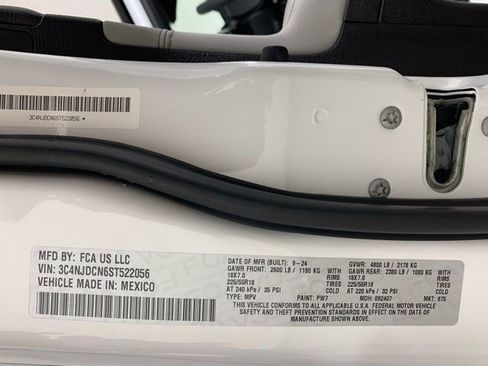 3C4NJDCN6ST522056 *
MFD BY: FCA US LLC
VIN: 3C4NJDCN6ST522056
VEHICLE MADE IN: MEXICO
DATE OF MFR (BUILT): 9-24 GVWR: 4800 LB / 2178 KG
GAWR FRONT: 2600 LB / 1180 KG GAWR REAR: 2380 LB / 1080 KG
18X7.0 RIMS 18X7.0 RIMS
225/55R18 TIRES 225/55R18 TIRES
AT 240 kPa / 35 PSI COLD AT 220 kPa / 32 PSI COLD
TYPE: MPV PAINT: PW7 MDH: 092407 MKT: 875
THIS VEHICLE CONFORMS TO ALL APPLICABLE U.S.A. FEDERAL MOTOR VEHICLE
SAFETY AND THEFT PREVENTION STANDARDS IN EFFECT ON THE DATE OF
MANUFACTURE SHOWN ABOVE.